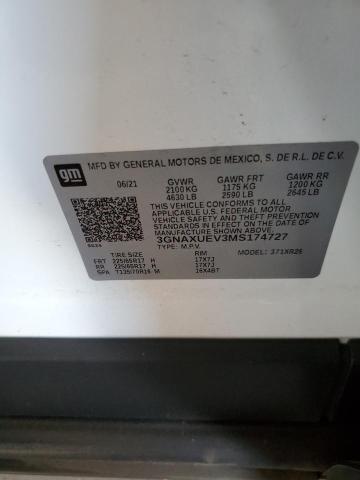 gm MFD BY GENERAL MOTORS DE MEXICO, S. DE R.L. DE C.V.
06/21 GVWR GAWR FRT GAWR RR
2100 KG 1175 KG 1200 KG
4630 LB 2590 LB 2645 LB
THIS VEHICLE CONFORMS TO ALL
APPLICABLE U.S. FEDERAL MOTOR
VEHICLE SAFETY AND THEFT PREVENTION
STANDARDS IN EFFECT ON THE DATE OF
MANUFACTURE SHOWN ABOVE.
3GNAXUEV3MS174727
TYPE: M.P.V. MODEL: 371XR26
TIRE SIZE RIM
FRT 225/65R17 H 17X7J
RR 225/65R17 H 17X7J
SPA T135/70R16 M 16X4BT